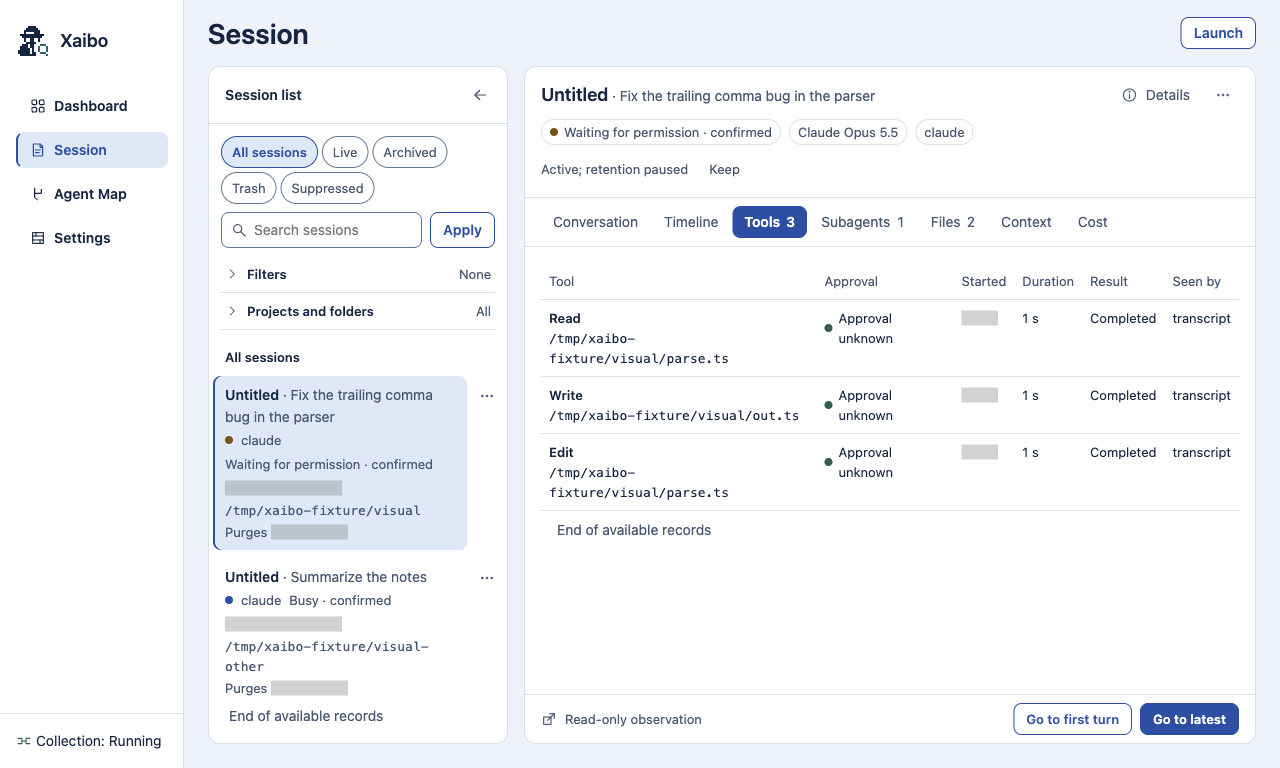 Xaibo
Dashboard
Session
Agent Map
Settings
Collection: Running
Session
Launch
Session list
All sessions
Live
Archived
Trash
Suppressed
Search sessions
Apply
Filters
None
Projects and folders
All
All sessions
Untitled · Fix the trailing comma
bug in the parser
claude
Waiting for permission · confirmed
/tmp/xaibo-fixture/visual
Purges
Untitled · Summarize the notes
claude Busy · confirmed
/tmp/xaibo-fixture/visual-
other
Purges
End of available records
Untitled · Fix the trailing comma bug in the parser
Details
Waiting for permission · confirmed
Claude Opus 5.5
claude
Active; retention paused
Keep
Conversation
Timeline
Tools 3
Subagents 1
Files 2
Context
Cost
Tool Approval Started Duration Result Seen by
Read
/tmp/xaibo-
fixture/visual/parse.ts
Approval
unknown
1 s
Completed
transcript
Write
/tmp/xaibo-fixture/visual/out.ts
Approval
unknown
1 s
Completed
transcript
Edit
/tmp/xaibo-
fixture/visual/parse.ts
Approval
unknown
1 s
Completed
transcript
End of available records
Read-only observation
Go to first turn
Go to latest